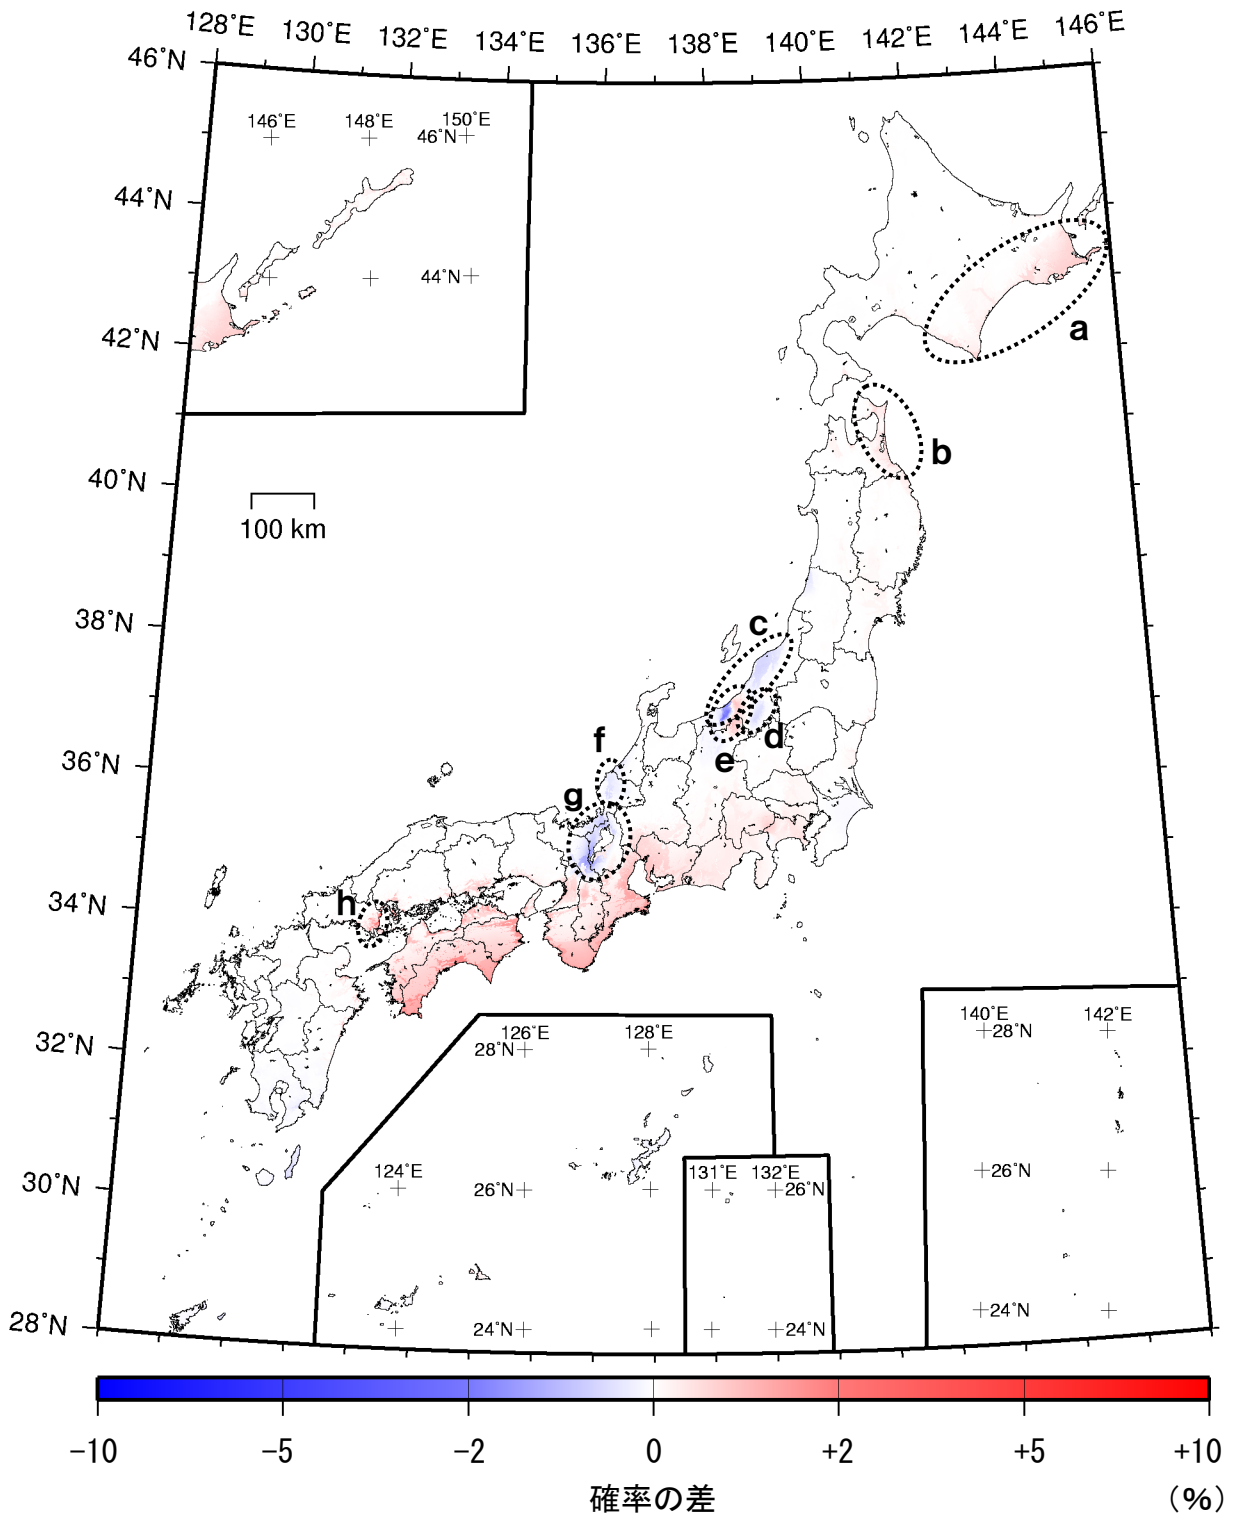 128°E 130°E 132°E 134°E 136°E 138°E 140°E 142°E 144°E 146°E
46°N
146°E 148°E 150°E
46°N
44°N
44°N
42°N
a
b
40°N
100 km
38°N
c
d
e
f
36°N
g
h
34°N
32°N
126°E 128°E
28°N
140°E 142°E
28°N
124°E
131°E 132°E
26°N
30°N
26°N
26°N
24°N
28°N
24°N
24°N
−10 −5 −2 0 +2 +5 +10
確率の差 （%）